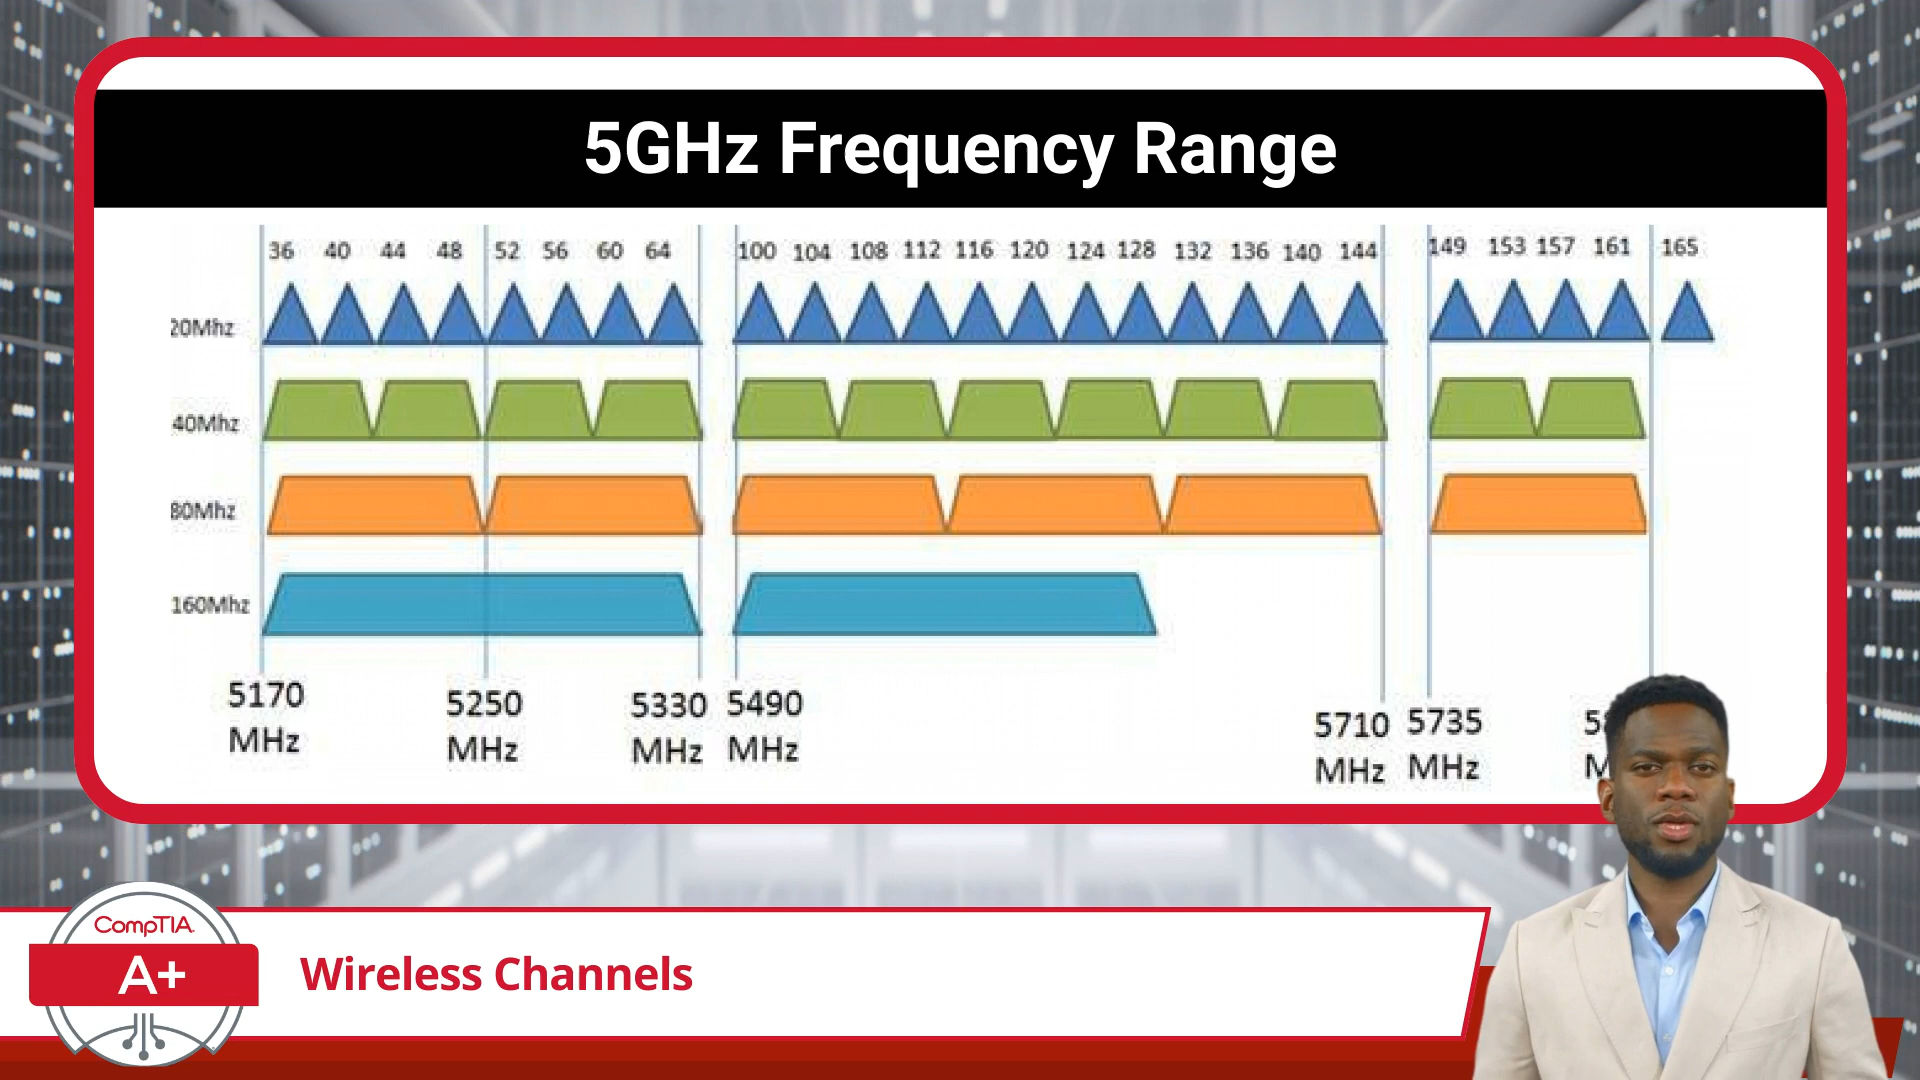 5GHz Frequency Range
36 40 44 48 52 56 60 64 100 104 108 112 116 120 124 128 132 136 140 144 149 153 157 161 165
20Mhz
40Mhz
80Mhz
160Mhz
5170 MHz
5250 MHz
5330 MHz
5490 MHz
5710 MHz
5735 MHz
CompTIA.
A+
Wireless Channels